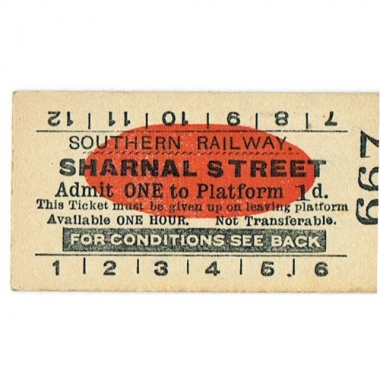 12 | 11 | 10 | 9 | 8 | 7
SOUTHERN RAILWAY.
SHARNAL STREET
Admit ONE to Platform 1d.
This Ticket must be given up on leaving platform
Available ONE HOUR. Not Transferable.
FOR CONDITIONS SEE BACK
1 | 2 | 3 | 4 | 5 | 6
667